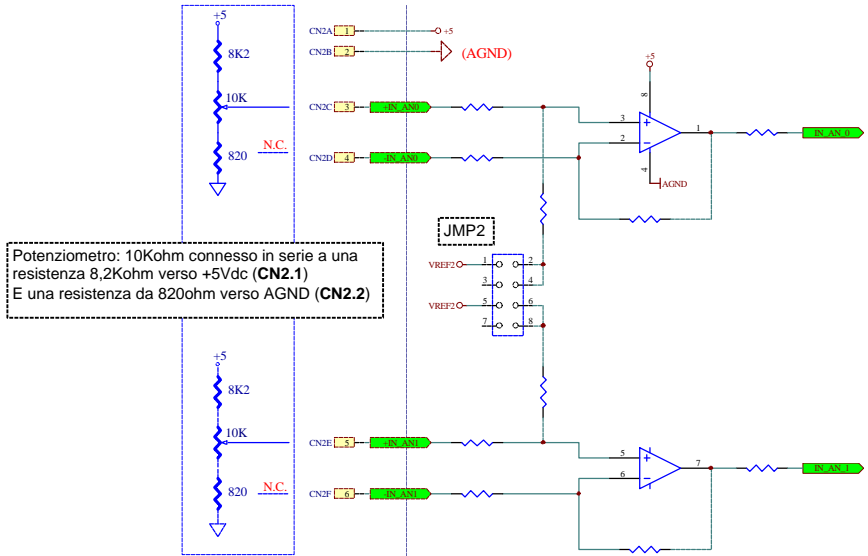 +5
8K2
10K
820
N.C.
CN2A 1 +5
CN2B 2 (AGND)
CN2C 3 +IN_AN0
CN2D 4 -IN_AN0
+5
8
3
2
1
4
AGND
IN_AN_0
Potenziometro: 10Kohm connesso in serie a una
resistenza 8,2Kohm verso +5Vdc (CN2.1)
E una resistenza da 820ohm verso AGND (CN2.2)
JMP2
VREF2 1 2
3 4
VREF2 5 6
7 8
+5
8K2
10K
820
N.C.
CN2E 5 +IN_AN1
CN2F 6 -IN_AN1
5
6
7
IN_AN_1